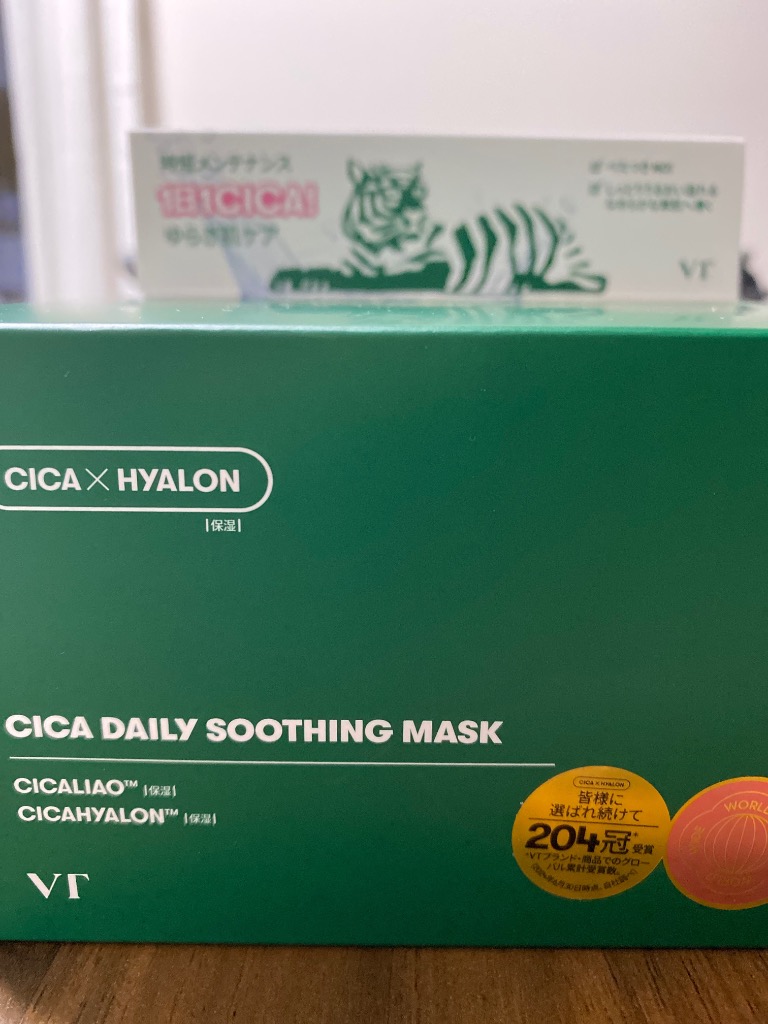 時短メンテナンス
1日1CICA!
ゆらぎ肌ケア
VT
CICA×HYALON
|保湿|
CICA DAILY SOOTHING MASK
CICALIAO™ |保湿|
CICAHYALON™ |保湿|
VT
CICA×HYALON
皆様に
選ばれ続けて
204冠* 受賞
*VTブランド・商品でのグロー
バル累計受賞数。
WORLD